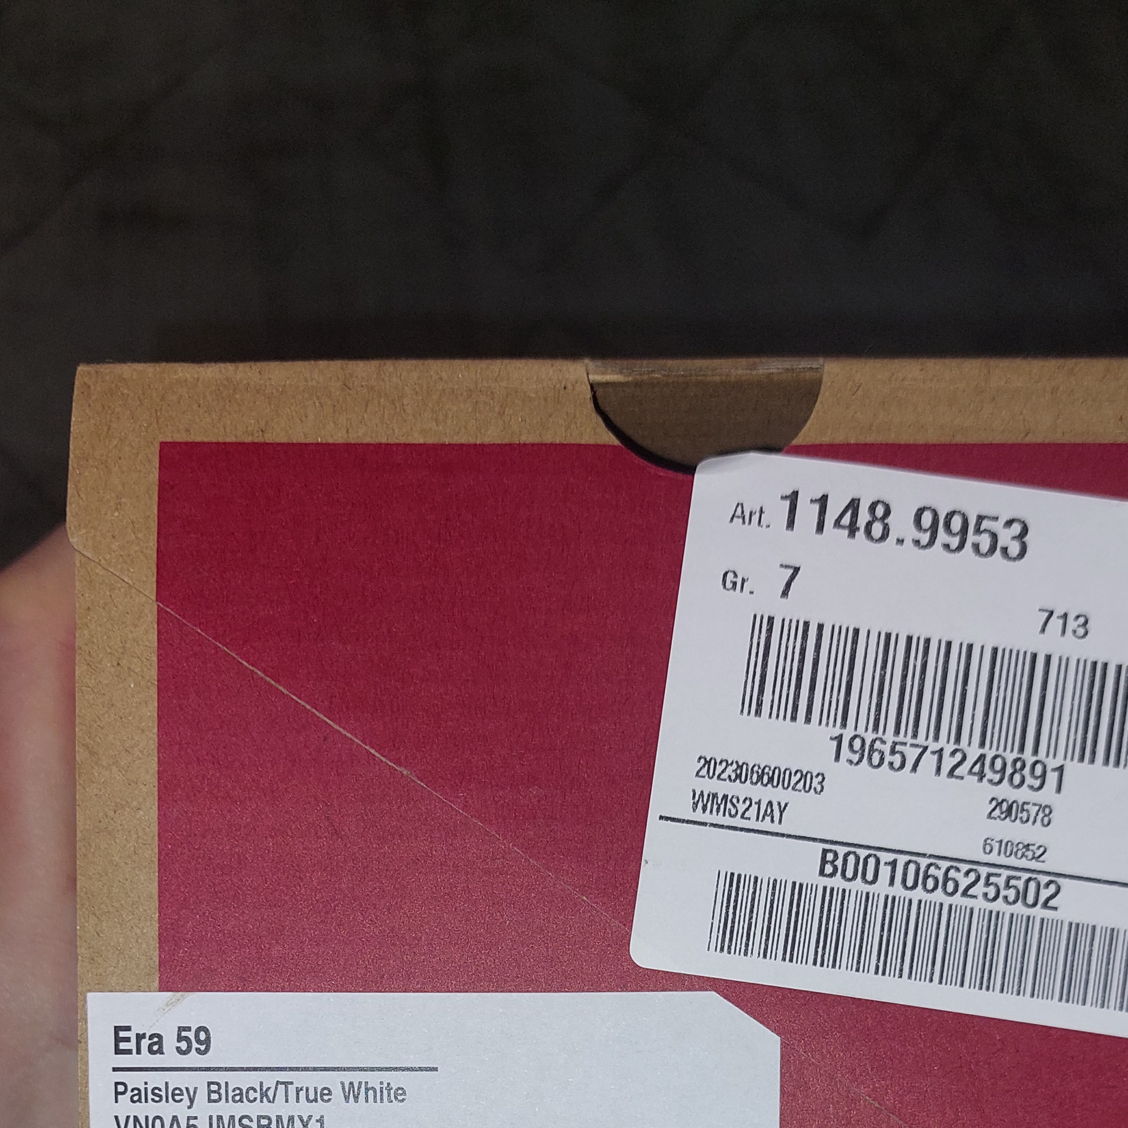 Art. 1148.9953
Gr. 7
713
196571249891
202306600203
WMS21AY
290578
610852
B00106625502
Era 59
Paisley Black/True White